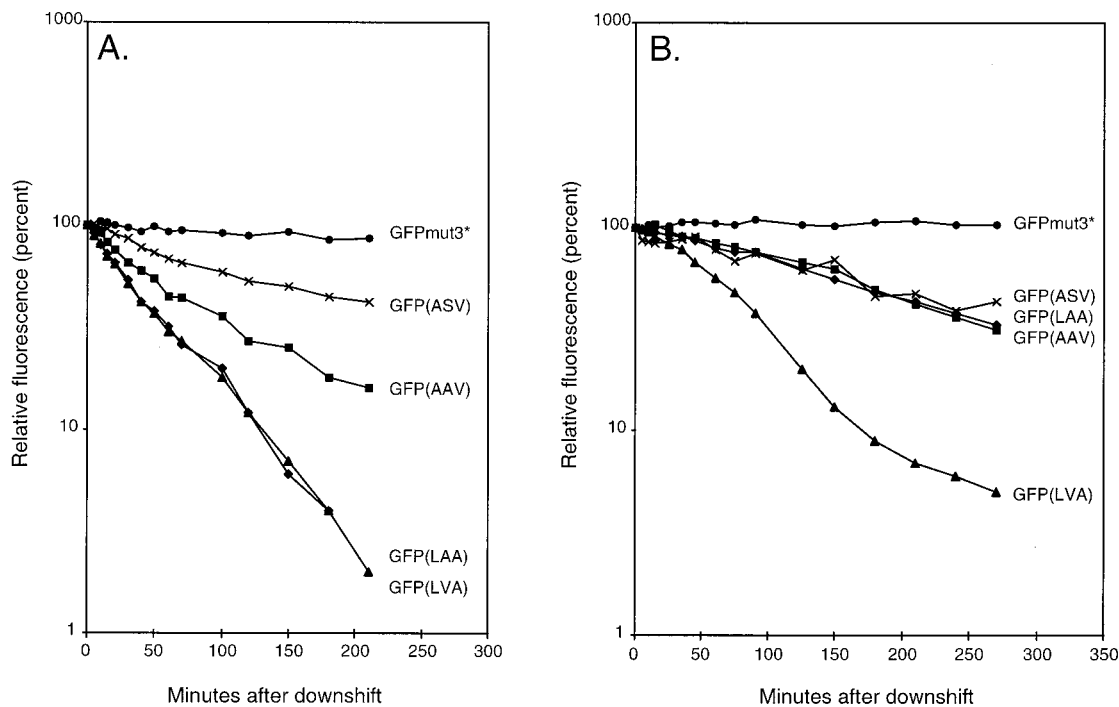 A.
1000
100
10
1
Relative fluorescence (percent)
GFPmut3*
GFP(ASV)
GFP(AAV)
GFP(LAA)
GFP(LVA)
0 50 100 150 200 250 300
Minutes after downshift
B.
1000
100
10
1
Relative fluorescence (percent)
GFPmut3*
GFP(ASV)
GFP(LAA)
GFP(AAV)
GFP(LVA)
0 50 100 150 200 250 300 350
Minutes after downshift